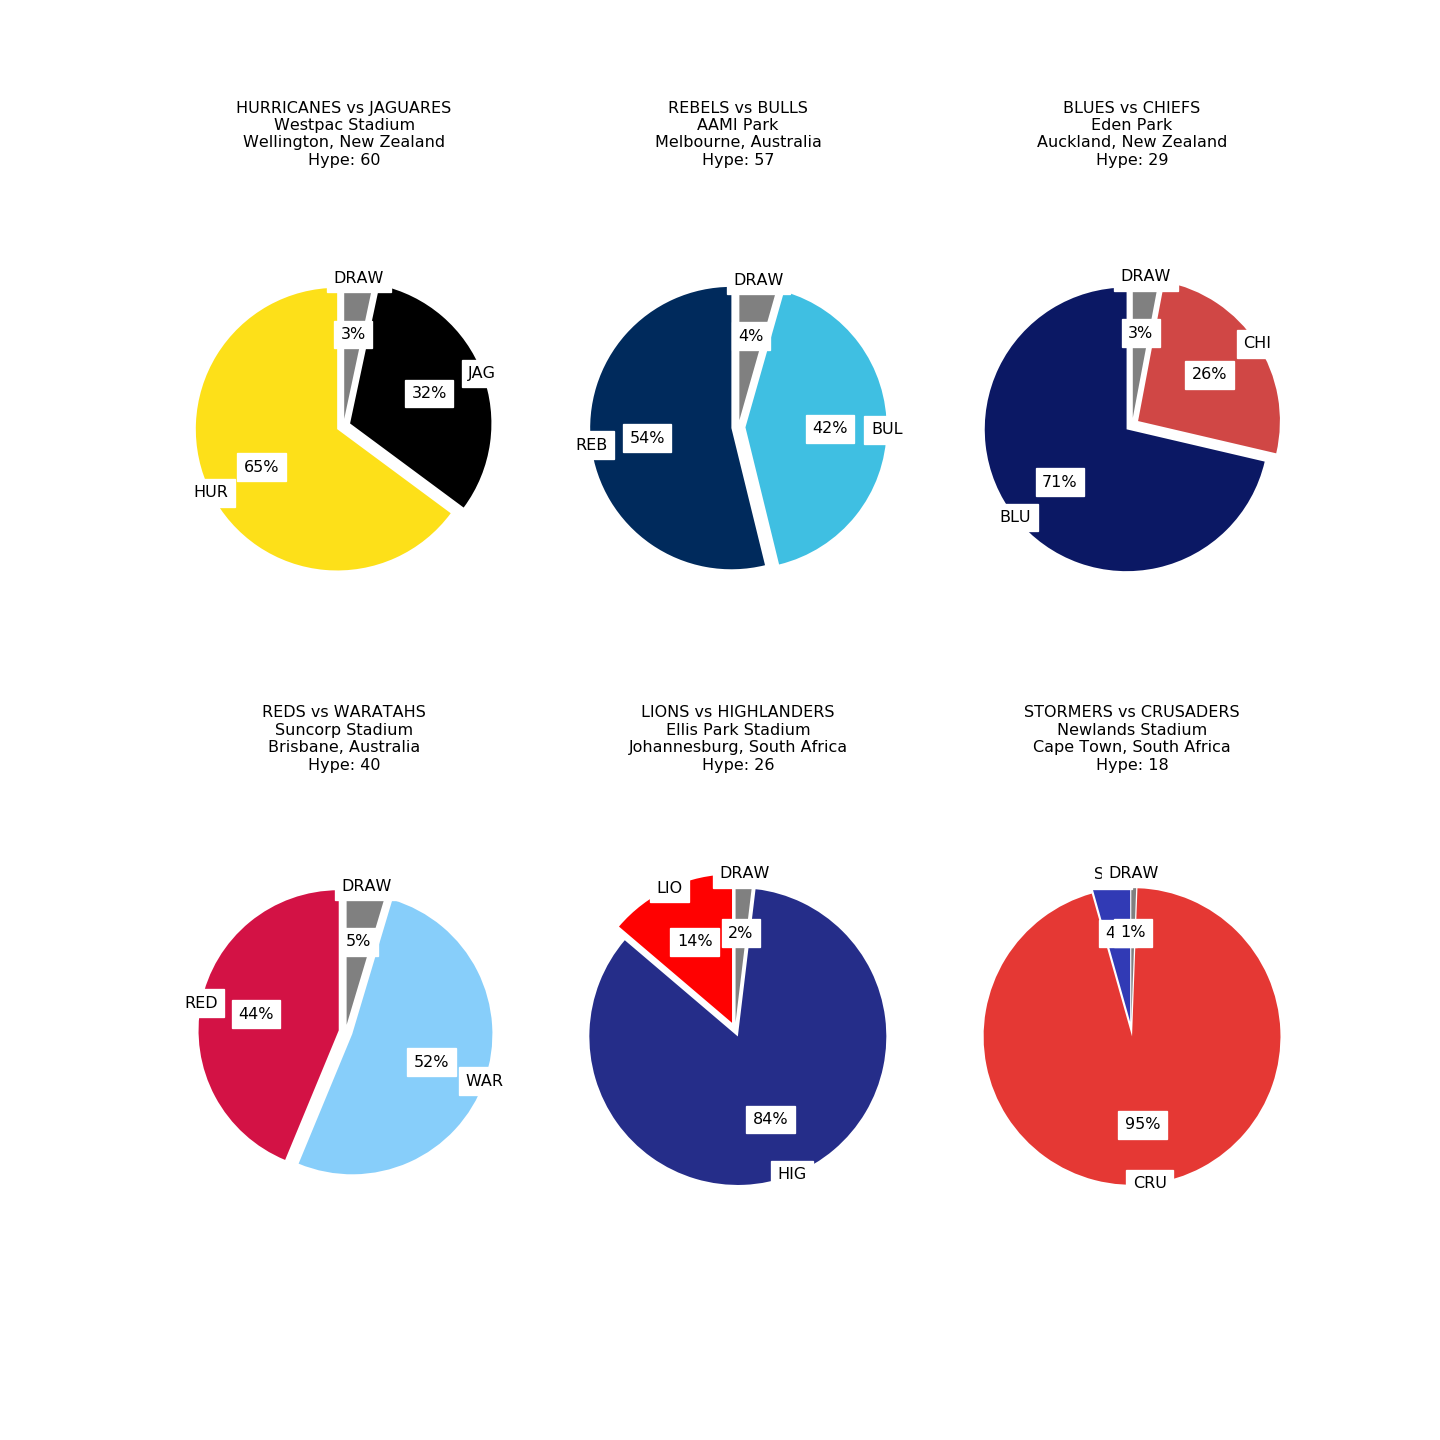 HURRICANES vs JAGUARES
Westpac Stadium
Wellington, New Zealand
Hype: 60
DRAW
3%
JAG
32%
65%
HUR
REBELS vs BULLS
AAMI Park
Melbourne, Australia
Hype: 57
DRAW
4%
REB
54%
42%
BUL
BLUES vs CHIEFS
Eden Park
Auckland, New Zealand
Hype: 29
DRAW
3%
CHI
26%
71%
BLU
REDS vs WARATAHS
Suncorp Stadium
Brisbane, Australia
Hype: 40
DRAW
5%
RED
44%
52%
WAR
LIONS vs HIGHLANDERS
Ellis Park Stadium
Johannesburg, South Africa
Hype: 26
DRAW
LIO
14%
2%
84%
HIG
STORMERS vs CRUSADERS
Newlands Stadium
Cape Town, South Africa
Hype: 18
DRAW
4
1%
95%
CRU